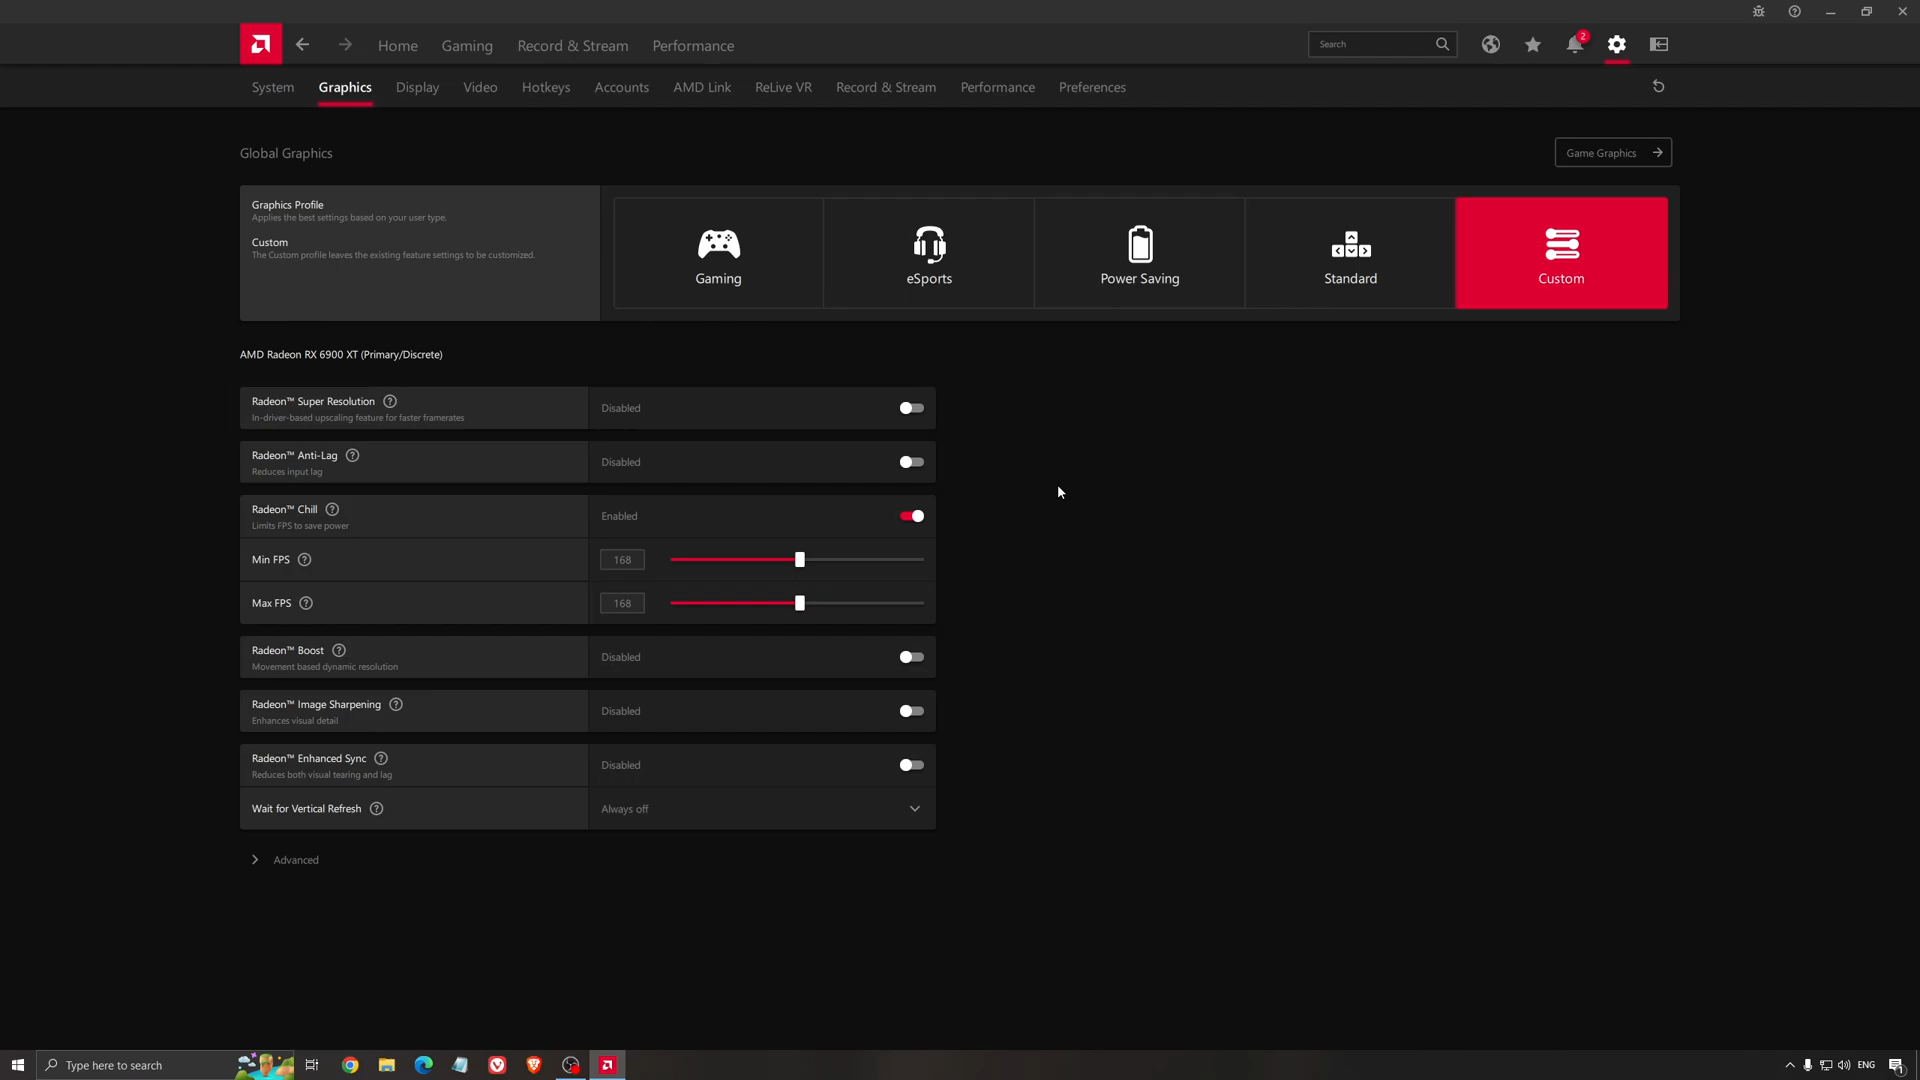 2
Home Gaming Record & Stream Performance Search
System Graphics Display Video Hotkeys Accounts AMD Link ReLive VR Record & Stream Performance Preferences
Global Graphics
Game Graphics
Graphics Profile
Applies the best settings based on your user type.
Custom
The Custom profile leaves the existing feature settings to be customized.
Gaming eSports Power Saving Standard Custom
AMD Radeon RX 6900 XT (Primary/Discrete)
Radeon™ Super Resolution
In-driver-based upscaling feature for faster framerates
Disabled
Radeon™ Anti-Lag
Reduces input lag
Disabled
Radeon™ Chill
Limits FPS to save power
Enabled
Min FPS 168
Max FPS 168
Radeon™ Boost
Movement based dynamic resolution
Disabled
Radeon™ Image Sharpening
Enhances visual detail
Disabled
Radeon™ Enhanced Sync
Reduces both visual tearing and lag
Disabled
Wait for Vertical Refresh Always off
Advanced
Type here to search ENG 1